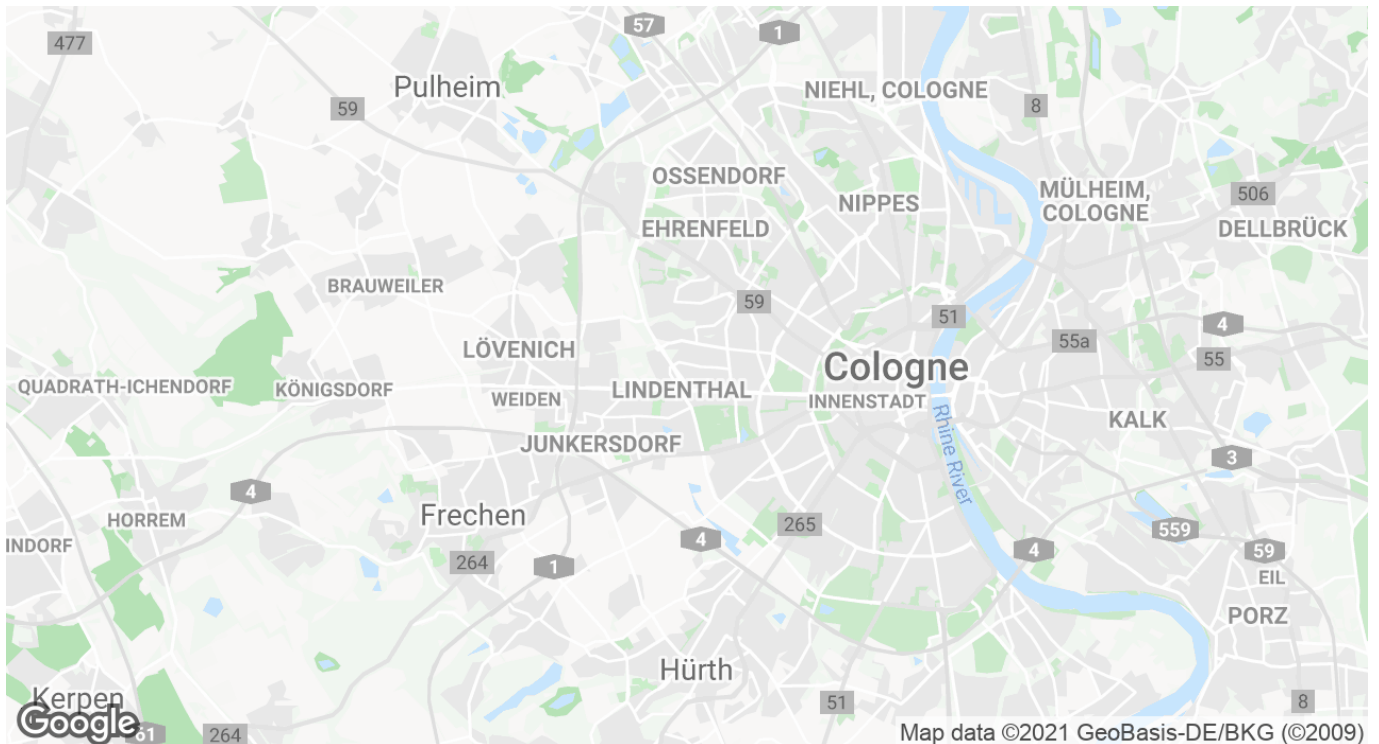 57
1
477
Pulheim
NIEHL, COLOGNE
59
8
OSSENDORF
MÜLHEIM,
COLOGNE
506
NIPPES
EHRENFELD
DELLBRÜCK
BRAUWEILER
59
51
4
55a
LÖVENICH
55
Cologne
QUADRATH-ICHENDORF
KÖNIGSDORF
LINDENTHAL
WEIDEN
INNENSTADT
KALK
JUNKERSDORF
Rhine River
3
4
HORREM
Frechen
265
559
4
INDORF
4
59
264
1
EIL
PORZ
Hürth
Kerpen
51
8
Google
61
264
Map data ©2021 GeoBasis-DE/BKG (©2009)